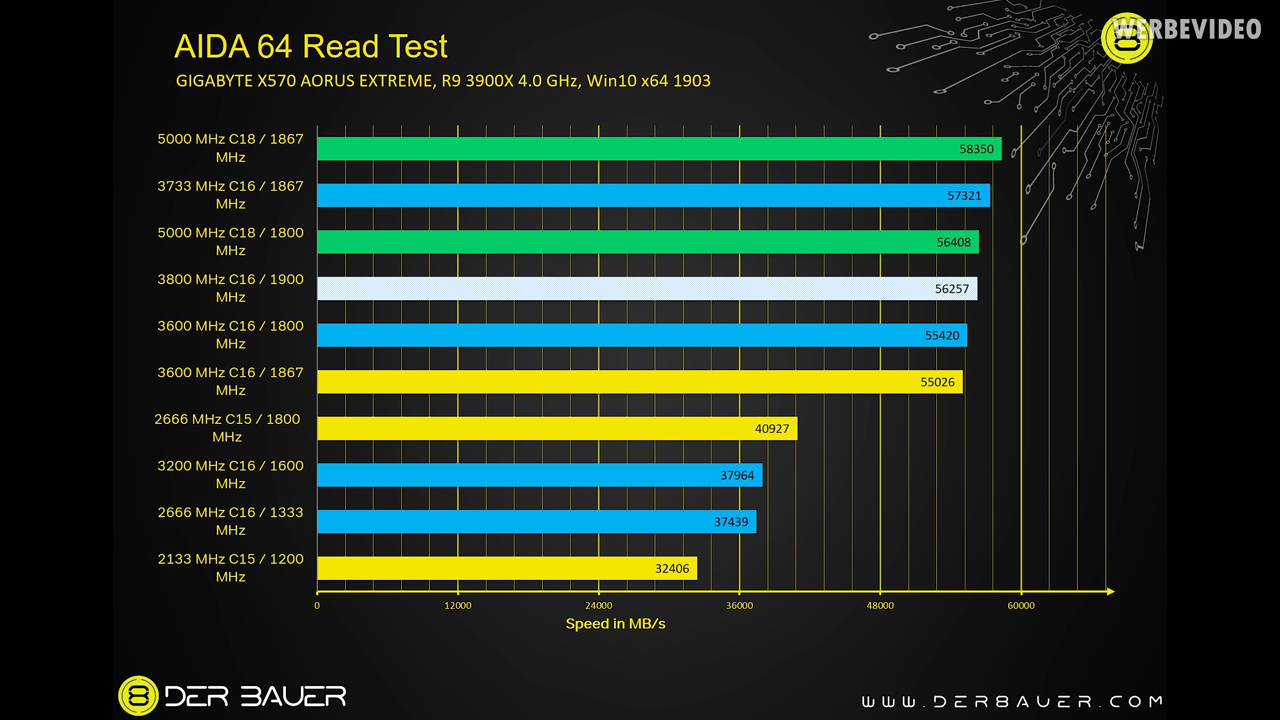 WERBEVIDEO
AIDA 64 Read Test
GIGABYTE X570 AORUS EXTREME, R9 3900X 4.0 GHz, Win10 x64 1903
5000 MHz C18 / 1867
MHz
58350
3733 MHz C16 / 1867
MHz
57321
5000 MHz C18 / 1800
MHz
56408
3800 MHz C16 / 1900
MHz
56257
3600 MHz C16 / 1800
MHz
55420
3600 MHz C16 / 1867
MHz
55026
2666 MHz C15 / 1800
MHz
40927
3200 MHz C16 / 1600
MHz
37964
2666 MHz C16 / 1333
MHz
37439
2133 MHz C15 / 1200
MHz
32406
0 12000 24000 36000 48000 60000
Speed in MB/s
8 DER BAUER
WWW.DER8AUER.COM